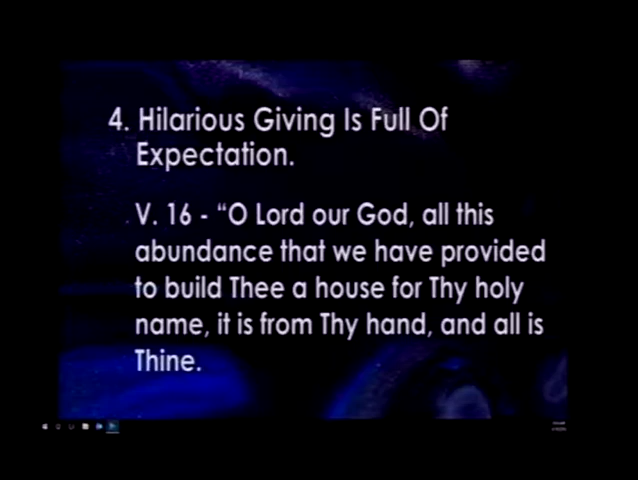 4. Hilarious Giving Is Full Of
Expectation.
V. 16 - “O Lord our God, all this
abundance that we have provided
to build Thee a house for Thy holy
name, it is from Thy hand, and all is
Thine.